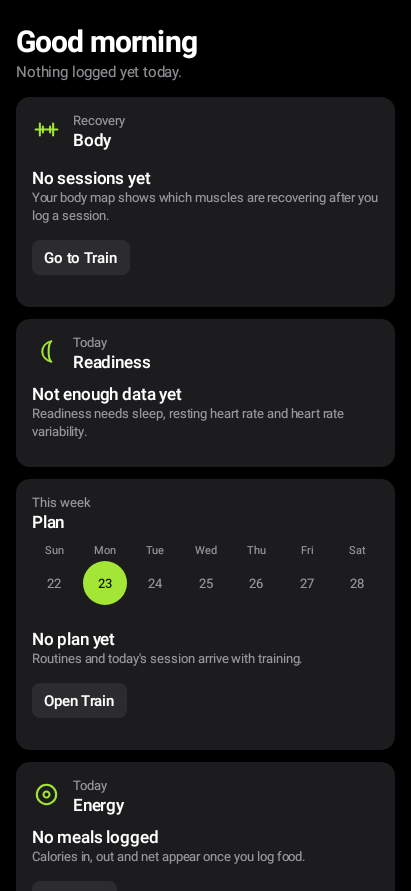 Good morning
Nothing logged yet today.
Recovery
Body
No sessions yet
Your body map shows which muscles are recovering after you
log a session.
Go to Train
Today
Readiness
Not enough data yet
Readiness needs sleep, resting heart rate and heart rate
variability.
This week
Plan
Sun Mon Tue Wed Thu Fri Sat
22 23 24 25 26 27 28
No plan yet
Routines and today's session arrive with training.
Open Train
Today
Energy
No meals logged
Calories in, out and net appear once you log food.